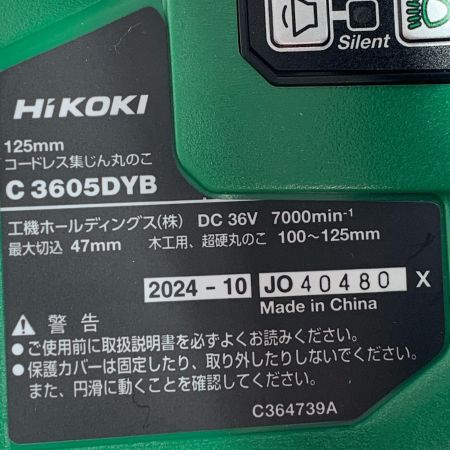 Silent
HiKOKI
125mm
コードレス集じん丸のこ
C 3605DYB
工機ホールディングス(株) DC 36V 7000min-1
最大切込 47mm 木工用、超硬丸のこ 100～125mm
2024 - 10 JO 40480 X
Made in China
警告
● ご使用前に取扱説明書を必ずよくお読みください。
● 保護カバーは固定したり、取り外したりしないでください。
また、円滑に動くことを確認してください。
C364739A